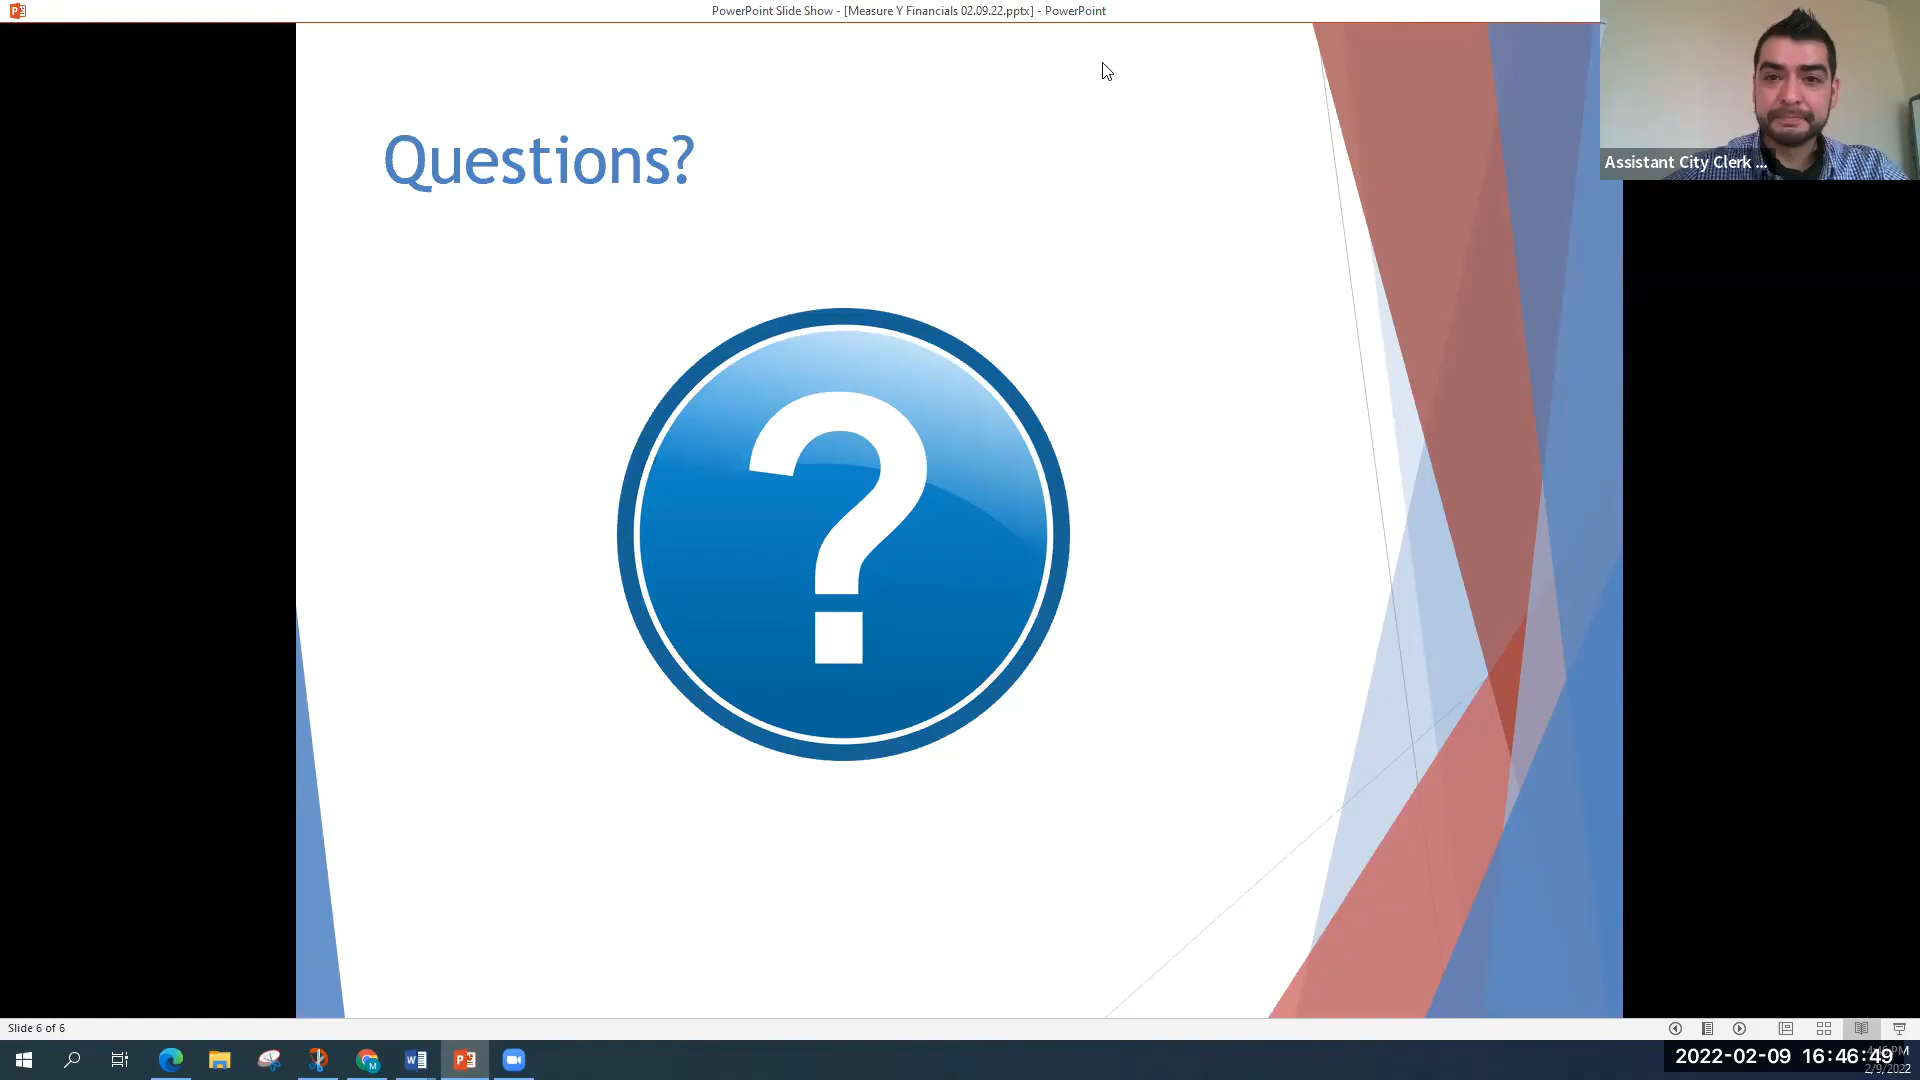 PowerPoint Slide Show - [Measure Y Financials 02.09.22.pptx] - PowerPoint
Assistant City Clerk ...
Questions?
?
Slide 6 of 6
2022-02-09 16:46:49
2/9/2022